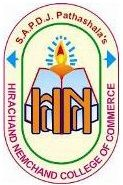 S.A.P.D.J. Pathashala's
HIRACHAND NEMCHAND COLLEGE OF COMMERCE